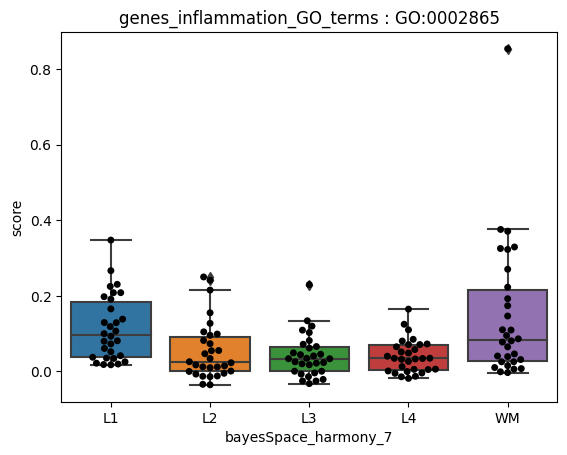 genes_inflammation_GO_terms : GO:0002865
score
0.8
0.6
0.4
0.2
0.0
L1 L2 L3 L4 WM
bayesSpace_harmony_7